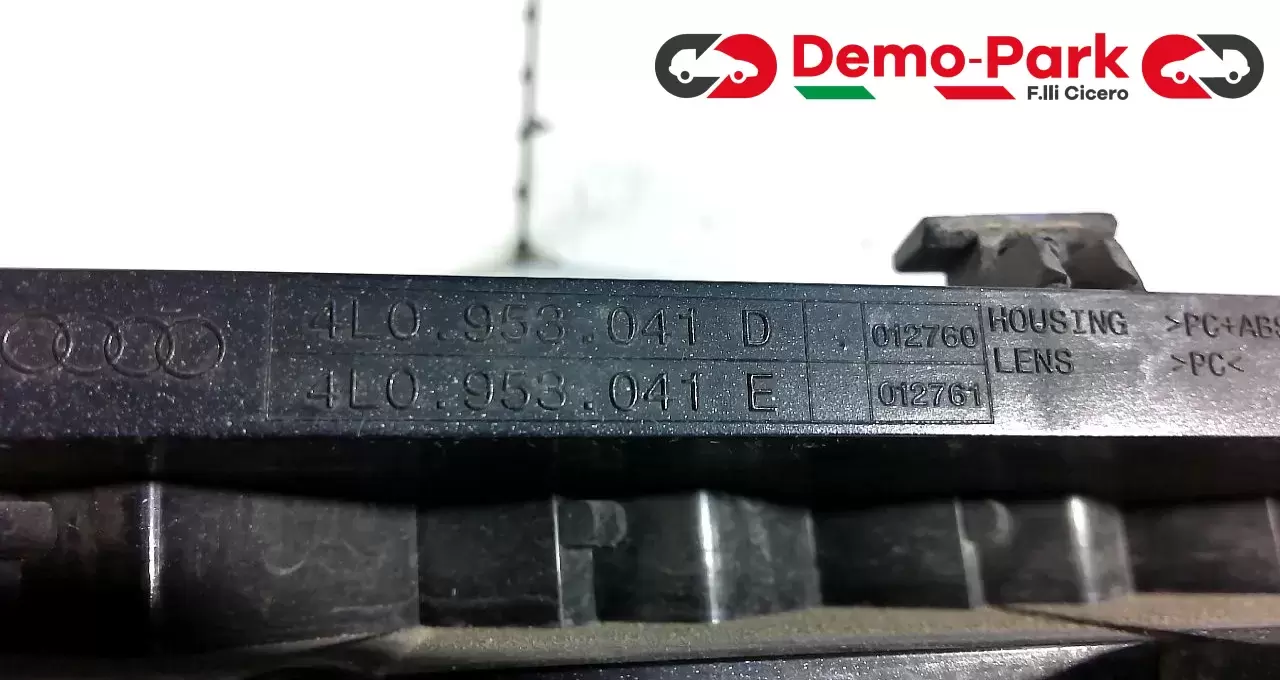 Demo-Park
F.lli Cicero
4L0.953.041 D . 012760 HOUSING >PC+ABS
4L0.953.041 E 012761 LENS >PC<